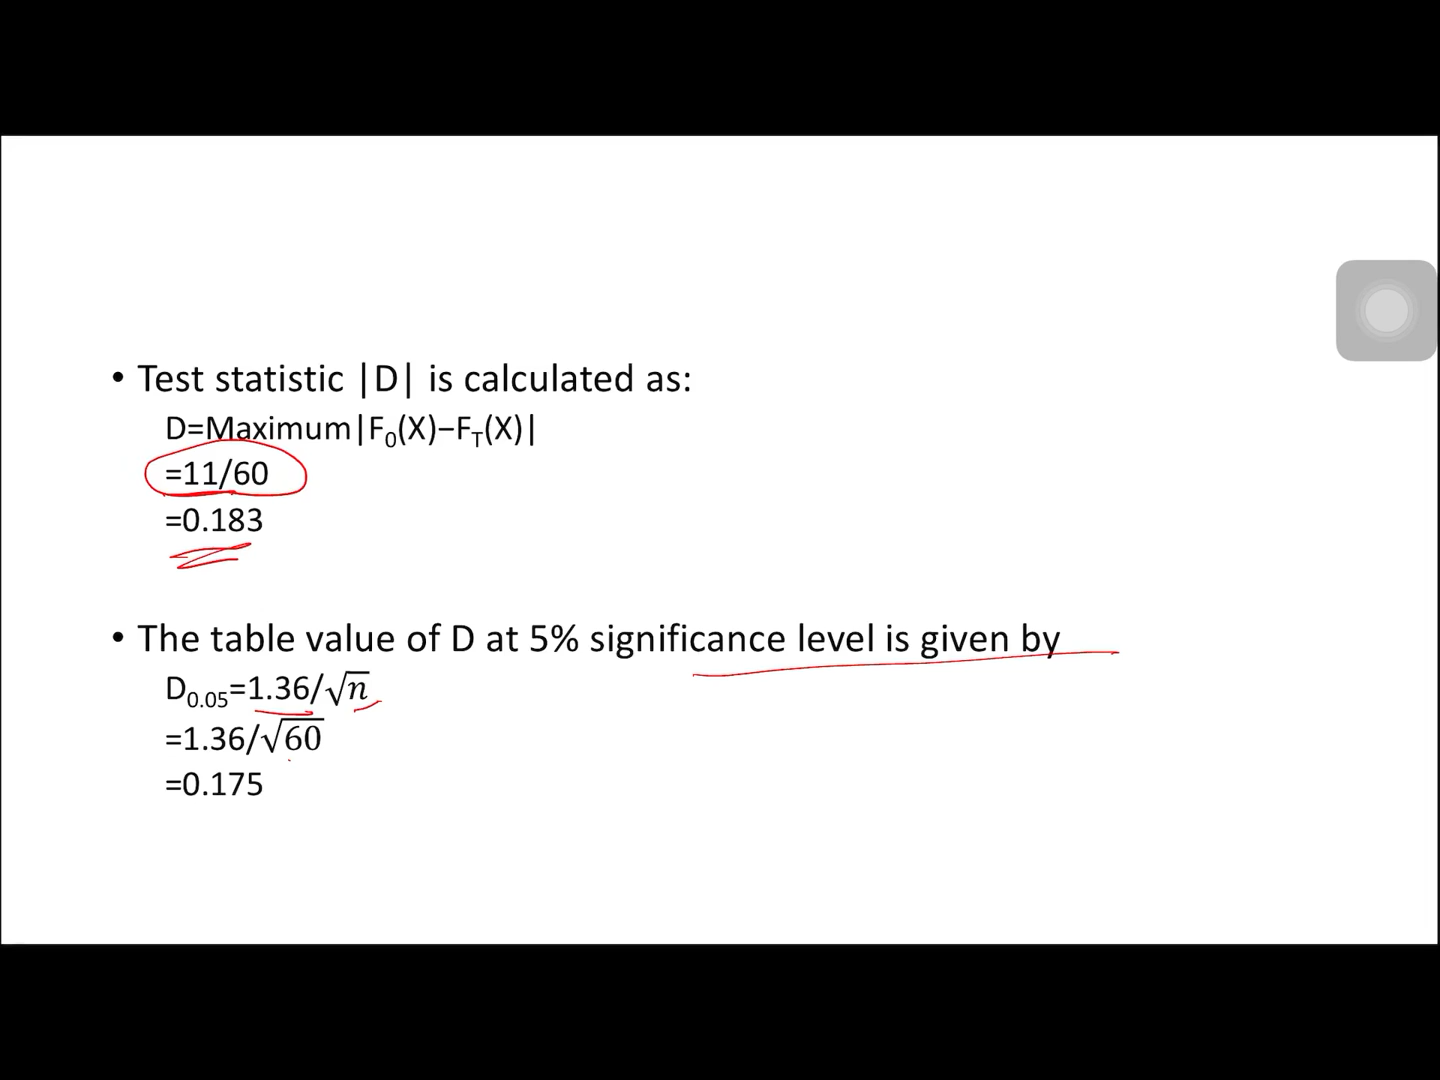 • Test statistic |D| is calculated as:
D=Maximum|F₀(X)−F_T(X)|
=11/60
=0.183
• The table value of D at 5% significance level is given by
D₀.₀₅=1.36/√n
=1.36/√60
=0.175